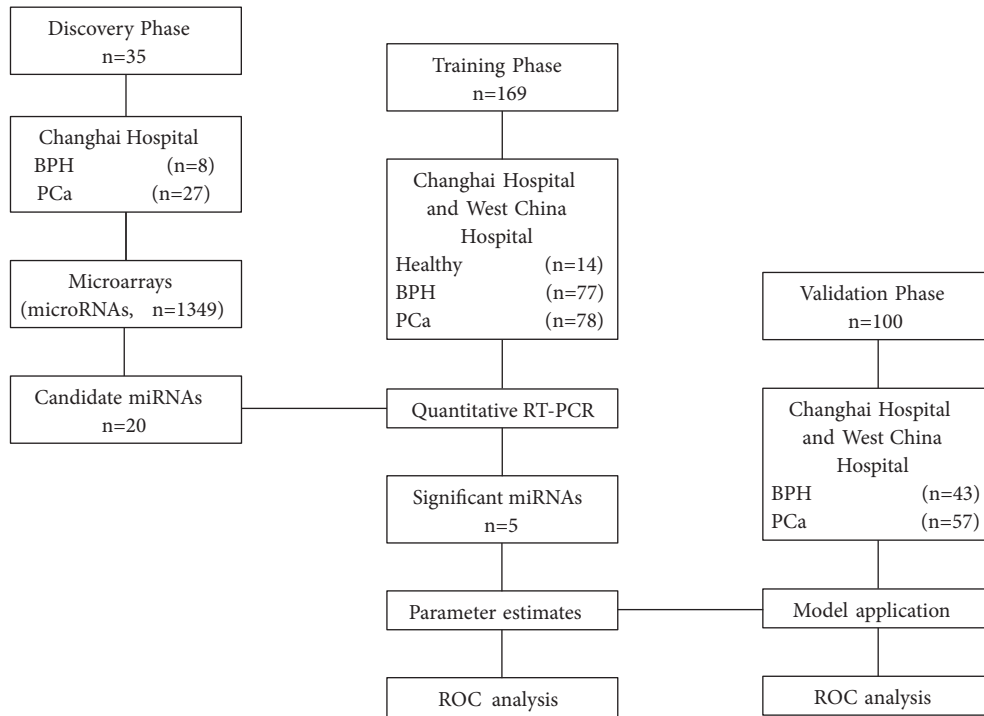 Discovery Phase
n=35
Changhai Hospital
BPH (n=8)
PCa (n=27)
Microarrays
(microRNAs, n=1349)
Candidate miRNAs
n=20
Training Phase
n=169
Changhai Hospital
and West China
Hospital
Healthy (n=14)
BPH (n=77)
PCa (n=78)
Quantitative RT-PCR
Significant miRNAs
n=5
Parameter estimates
ROC analysis
Validation Phase
n=100
Changhai Hospital
and West China
Hospital
BPH (n=43)
PCa (n=57)
Model application
ROC analysis